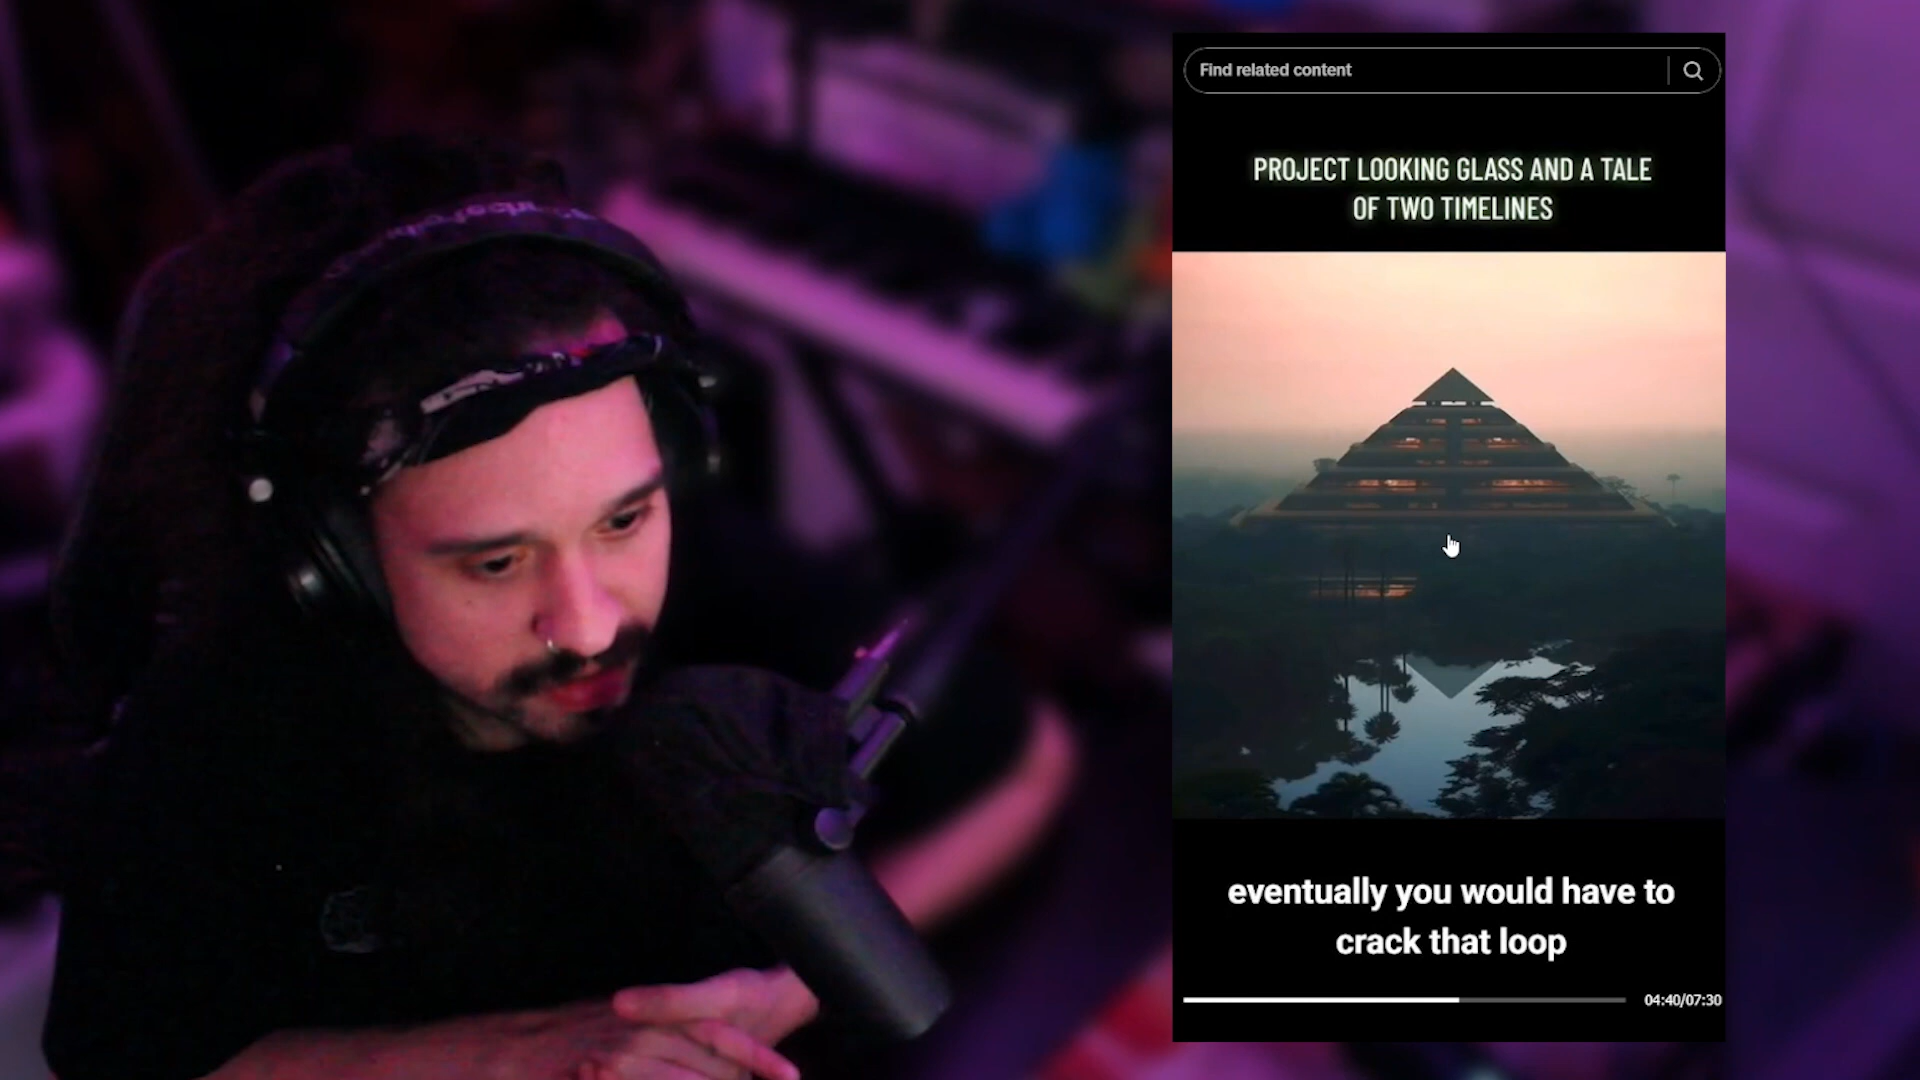 Find related content
PROJECT LOOKING GLASS AND A TALE
OF TWO TIMELINES
eventually you would have to
crack that loop
04:40/07:30